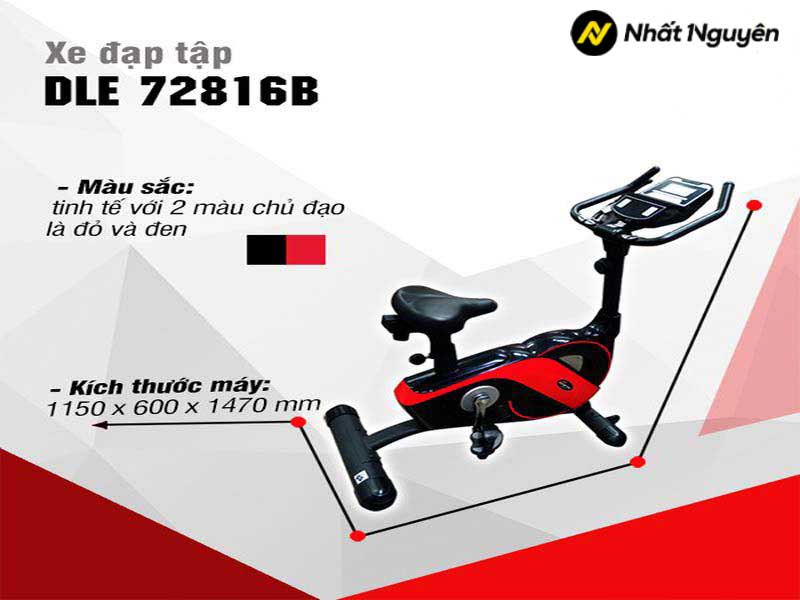 Nhất Nguyên
Xe đạp tập
DLE 72816B
- Màu sắc:
tinh tế với 2 màu chủ đạo
là đỏ và đen
- Kích thước máy:
1150 x 600 x 1470 mm